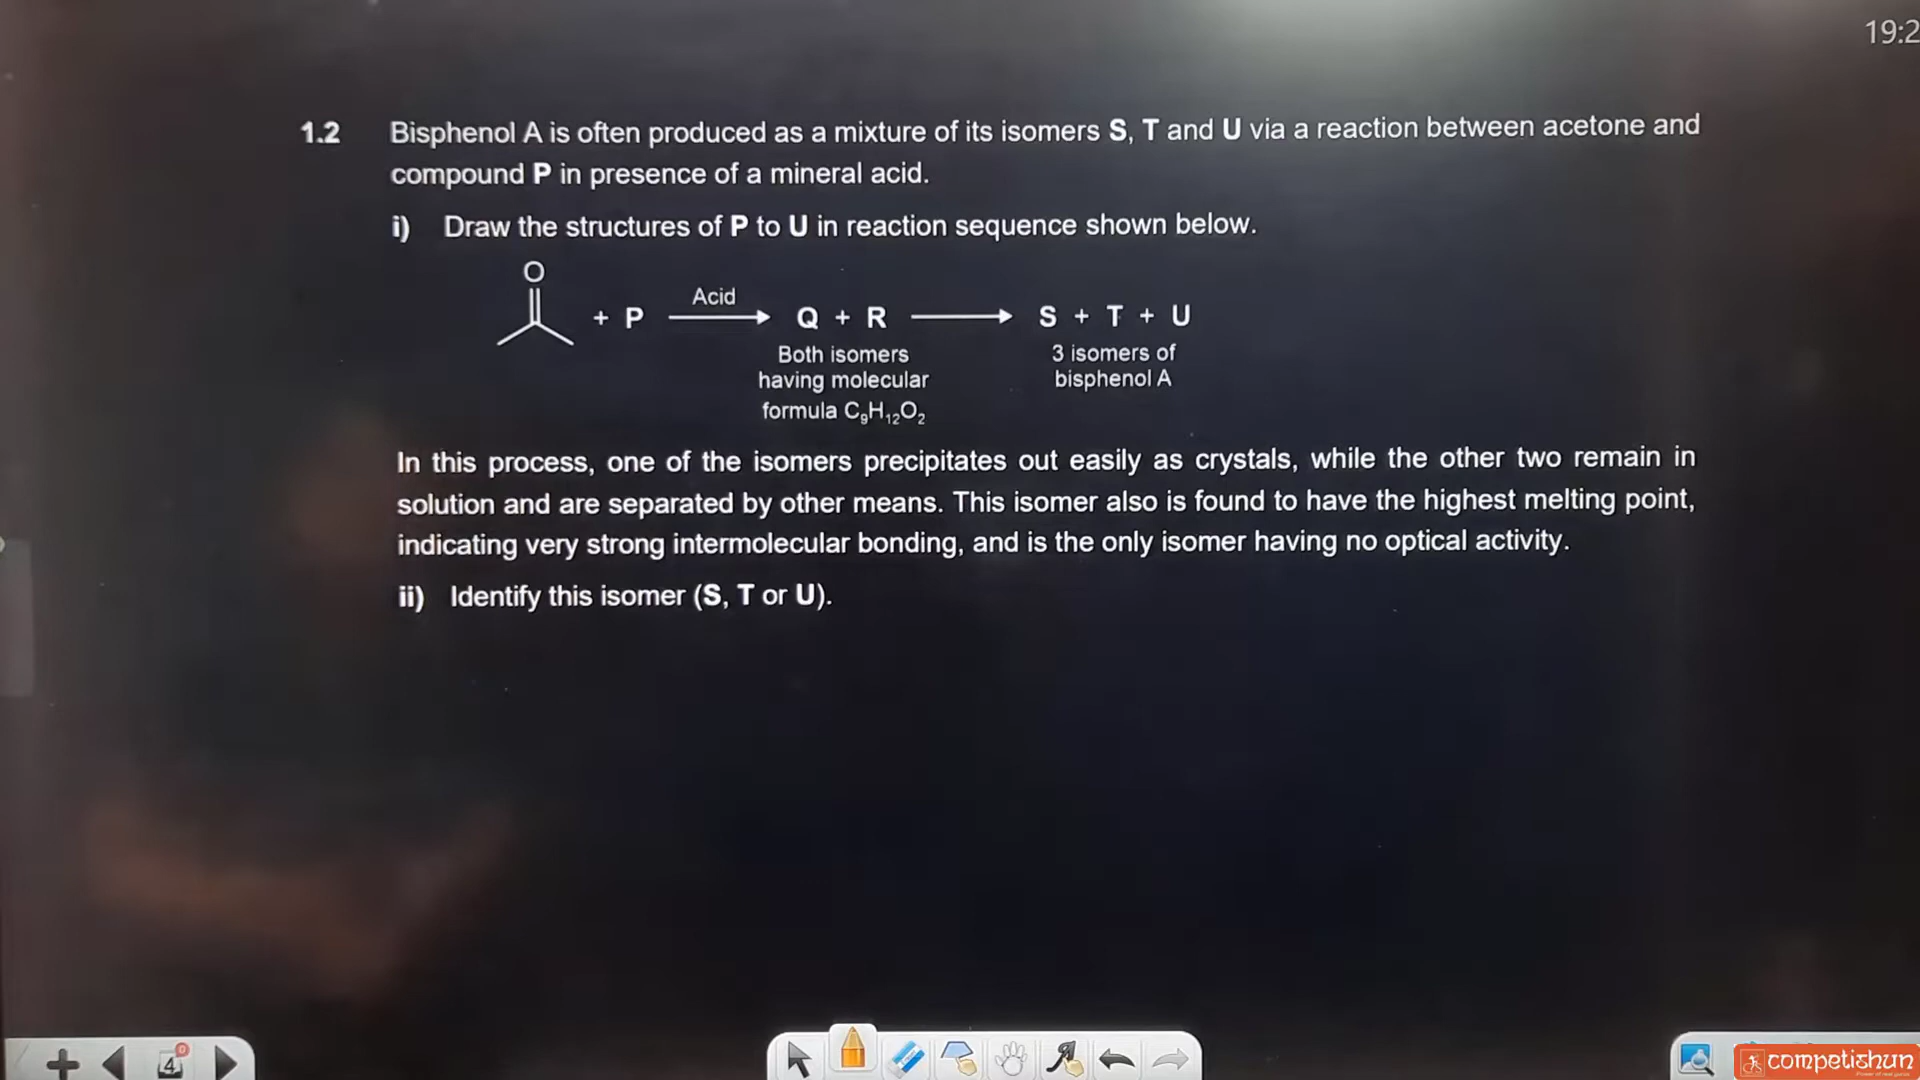 19:2
1.2 Bisphenol A is often produced as a mixture of its isomers S, T and U via a reaction between acetone and
compound P in presence of a mineral acid.
i) Draw the structures of P to U in reaction sequence shown below.
O
+ P Acid Q + R S + T + U
Both isomers
having molecular
formula C₉H₁₂O₂
3 isomers of
bisphenol A
In this process, one of the isomers precipitates out easily as crystals, while the other two remain in
solution and are separated by other means. This isomer also is found to have the highest melting point,
indicating very strong intermolecular bonding, and is the only isomer having no optical activity.
ii) Identify this isomer (S, T or U).
4
0
competishun